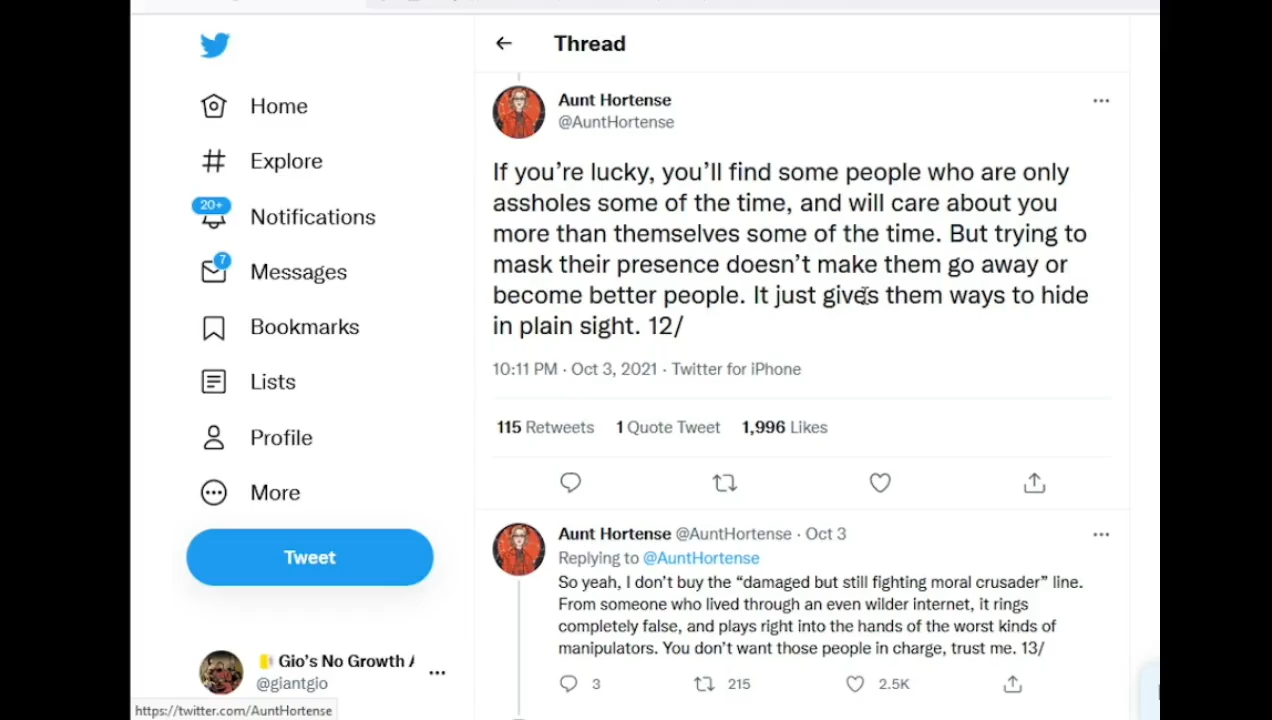 Thread
Home
Explore
20+
Notifications
7
Messages
Bookmarks
Lists
Profile
More
Tweet
Gio's No Growth
@giantgio
https://twitter.com/AuntHortense
Aunt Hortense
@AuntHortense
If you’re lucky, you’ll find some people who are only
assholes some of the time, and will care about you
more than themselves some of the time. But trying to
mask their presence doesn’t make them go away or
become better people. It just gives them ways to hide
in plain sight. 12/
10:11 PM · Oct 3, 2021 · Twitter for iPhone
115 Retweets 1 Quote Tweet 1,996 Likes
Aunt Hortense @AuntHortense · Oct 3
Replying to @AuntHortense
So yeah, I don’t buy the “damaged but still fighting moral crusader” line.
From someone who lived through an even wilder internet, it rings
completely false, and plays right into the hands of the worst kinds of
manipulators. You don’t want those people in charge, trust me. 13/
3 215 2.5K